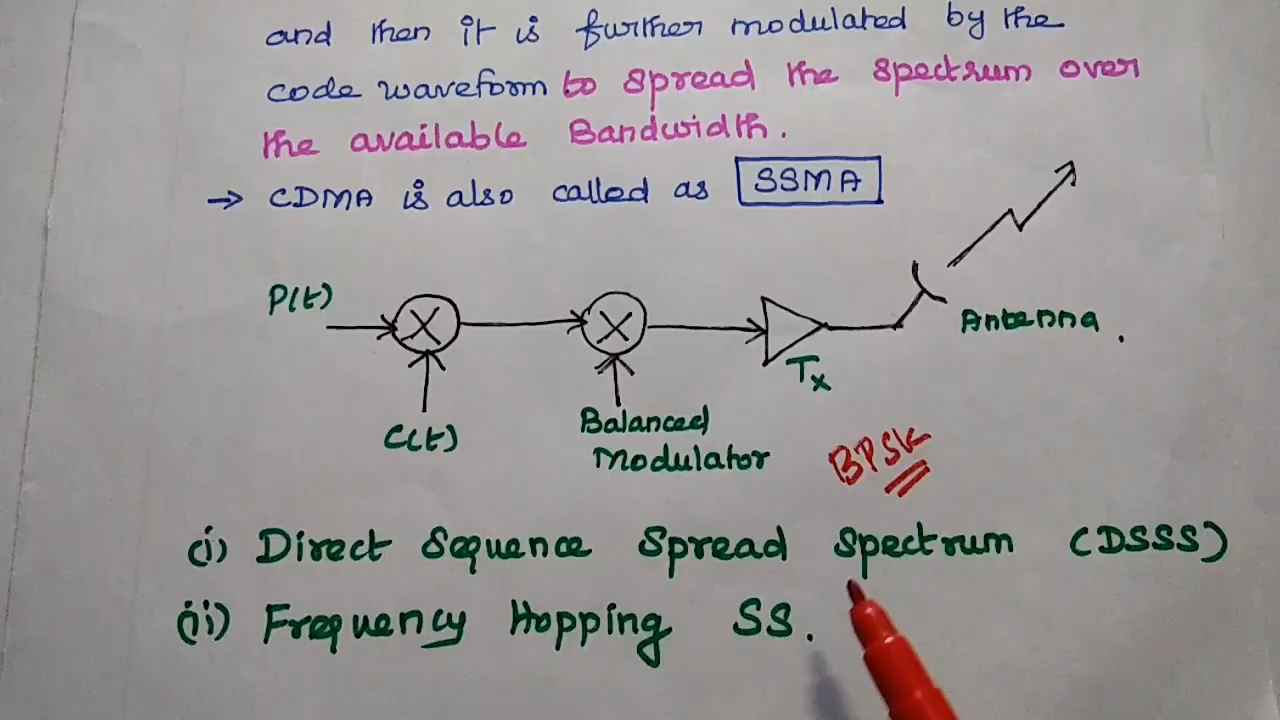 and then it is further modulated by the
code waveform to spread the spectrum over
the available Bandwidth.
→ CDMA is also called as SSMA
P(t)
X
X
Antenna.
Tx
C(t)
Balanced
Modulator
BPSK
(i) Direct Sequence Spread Spectrum (DSSS)
(ii) Frequency Hopping SS.